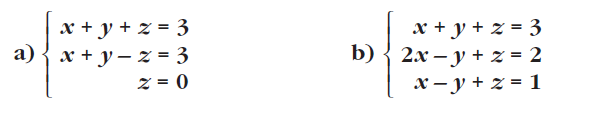 a) { x + y + z = 3
x + y – z = 3
z = 0
b) { x + y + z = 3
2x – y + z = 2
x – y + z = 1